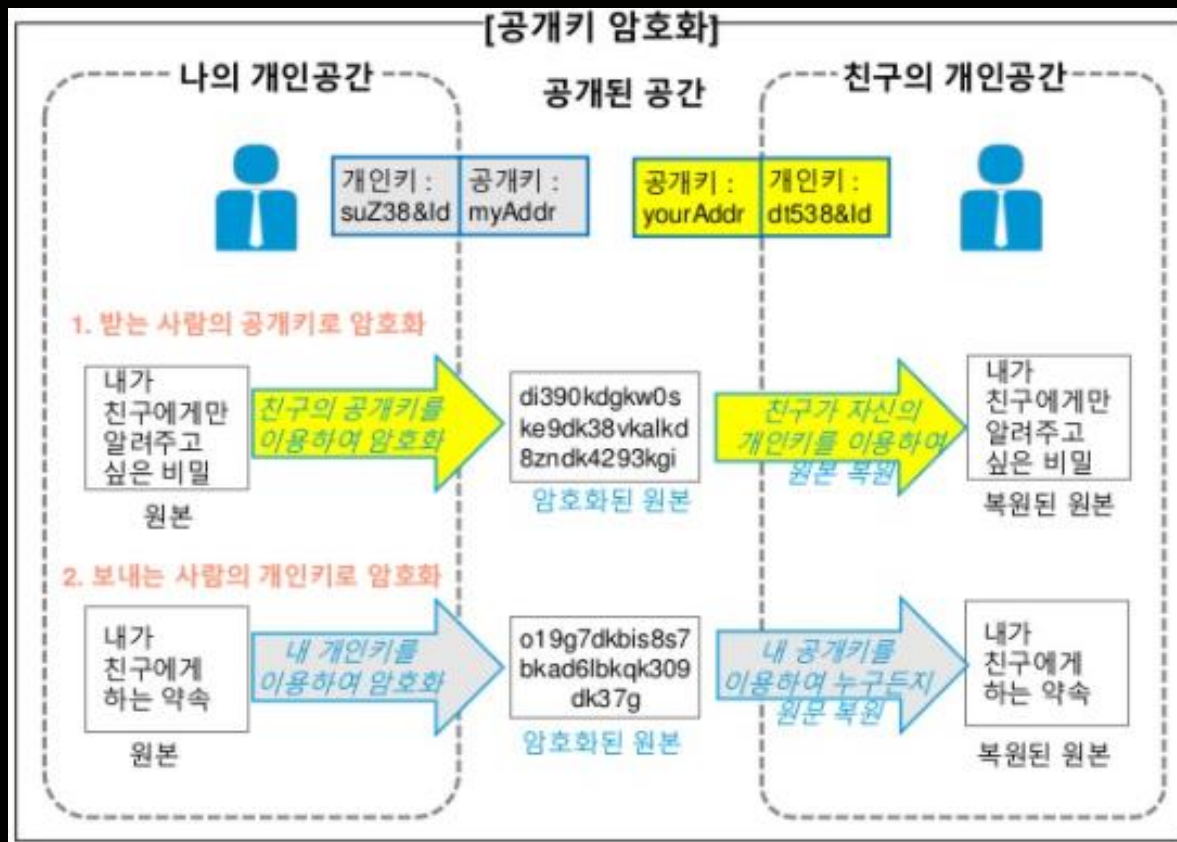 [공개키 암호화]
나의 개인공간
공개된 공간
친구의 개인공간
개인키 :
suZ38&Id
공개키 :
myAddr
공개키 :
yourAddr
개인키 :
dt538&Id
1. 받는 사람의 공개키로 암호화
내가
친구에게만
알려주고
싶은 비밀
원본
친구의 공개키를
이용하여 암호화
di390kdgkw0s
ke9dk38vkalkd
8zndk4293kgi
암호화된 원본
친구가 자신의
개인키를 이용하여
원본 복원
내가
친구에게만
알려주고
싶은 비밀
복원된 원본
2. 보내는 사람의 개인키로 암호화
내가
친구에게
하는 약속
원본
내 개인키를
이용하여 암호화
o19g7dkbis8s7
bkad6lbkqk309
dk37g
암호화된 원본
내 공개키를
이용하여 누구든지
원문 복원
내가
친구에게
하는 약속
복원된 원본